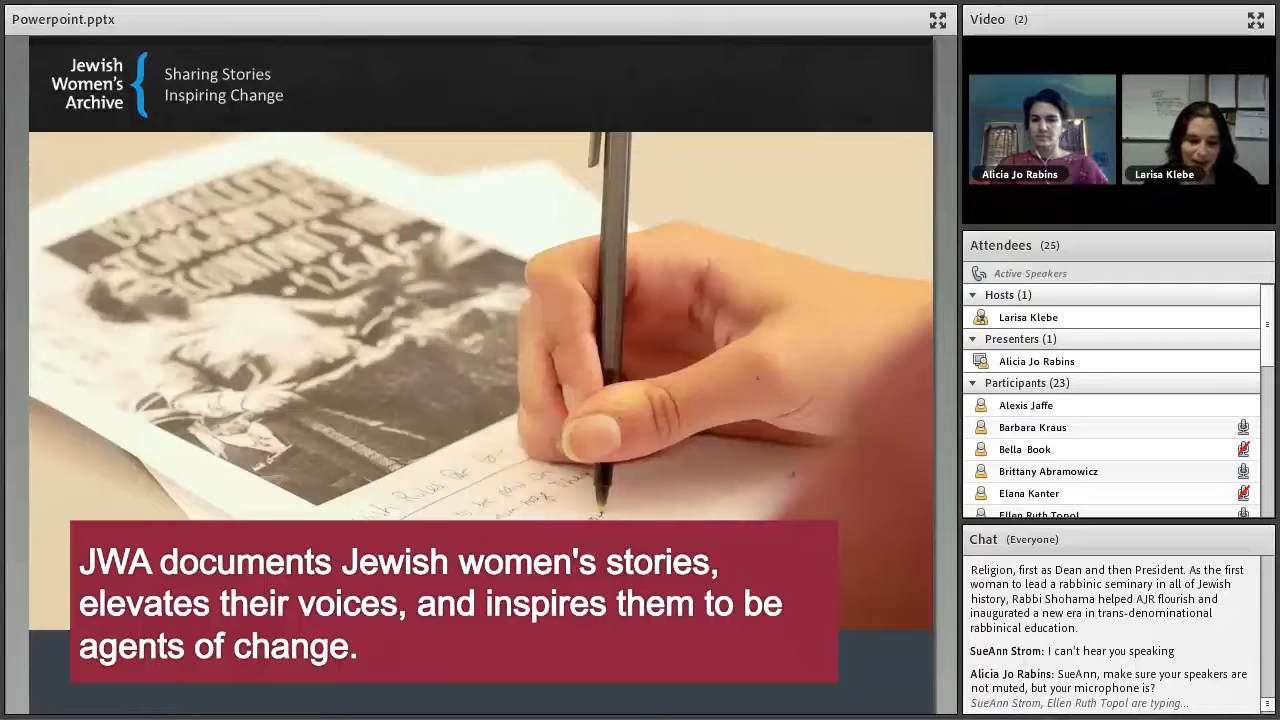 Powerpoint.pptx
Jewish
Women's
Archive
Sharing Stories
Inspiring Change
JWA documents Jewish women's stories,
elevates their voices, and inspires them to be
agents of change.
Video (2)
Alicia Jo Rabins
Larisa Klebe
Attendees (25)
Active Speakers
Hosts (1)
Larisa Klebe
Presenters (1)
Alicia Jo Rabins
Participants (23)
Alexis Jaffe
Barbara Kraus
Bella Book
Brittany Abramowicz
Elana Kanter
Ellen Ruth Topol
Chat (Everyone)
Religion, first as Dean and then President. As the first
woman to lead a rabbinic seminary in all of Jewish
history, Rabbi Shohama helped AJR flourish and
inaugurated a new era in trans-denominational
rabbinical education.
SueAnn Strom: I can't hear you speaking
Alicia Jo Rabins: SueAnn, make sure your speakers are
not muted, but your microphone is?
SueAnn Strom, Ellen Ruth Topol are typing...